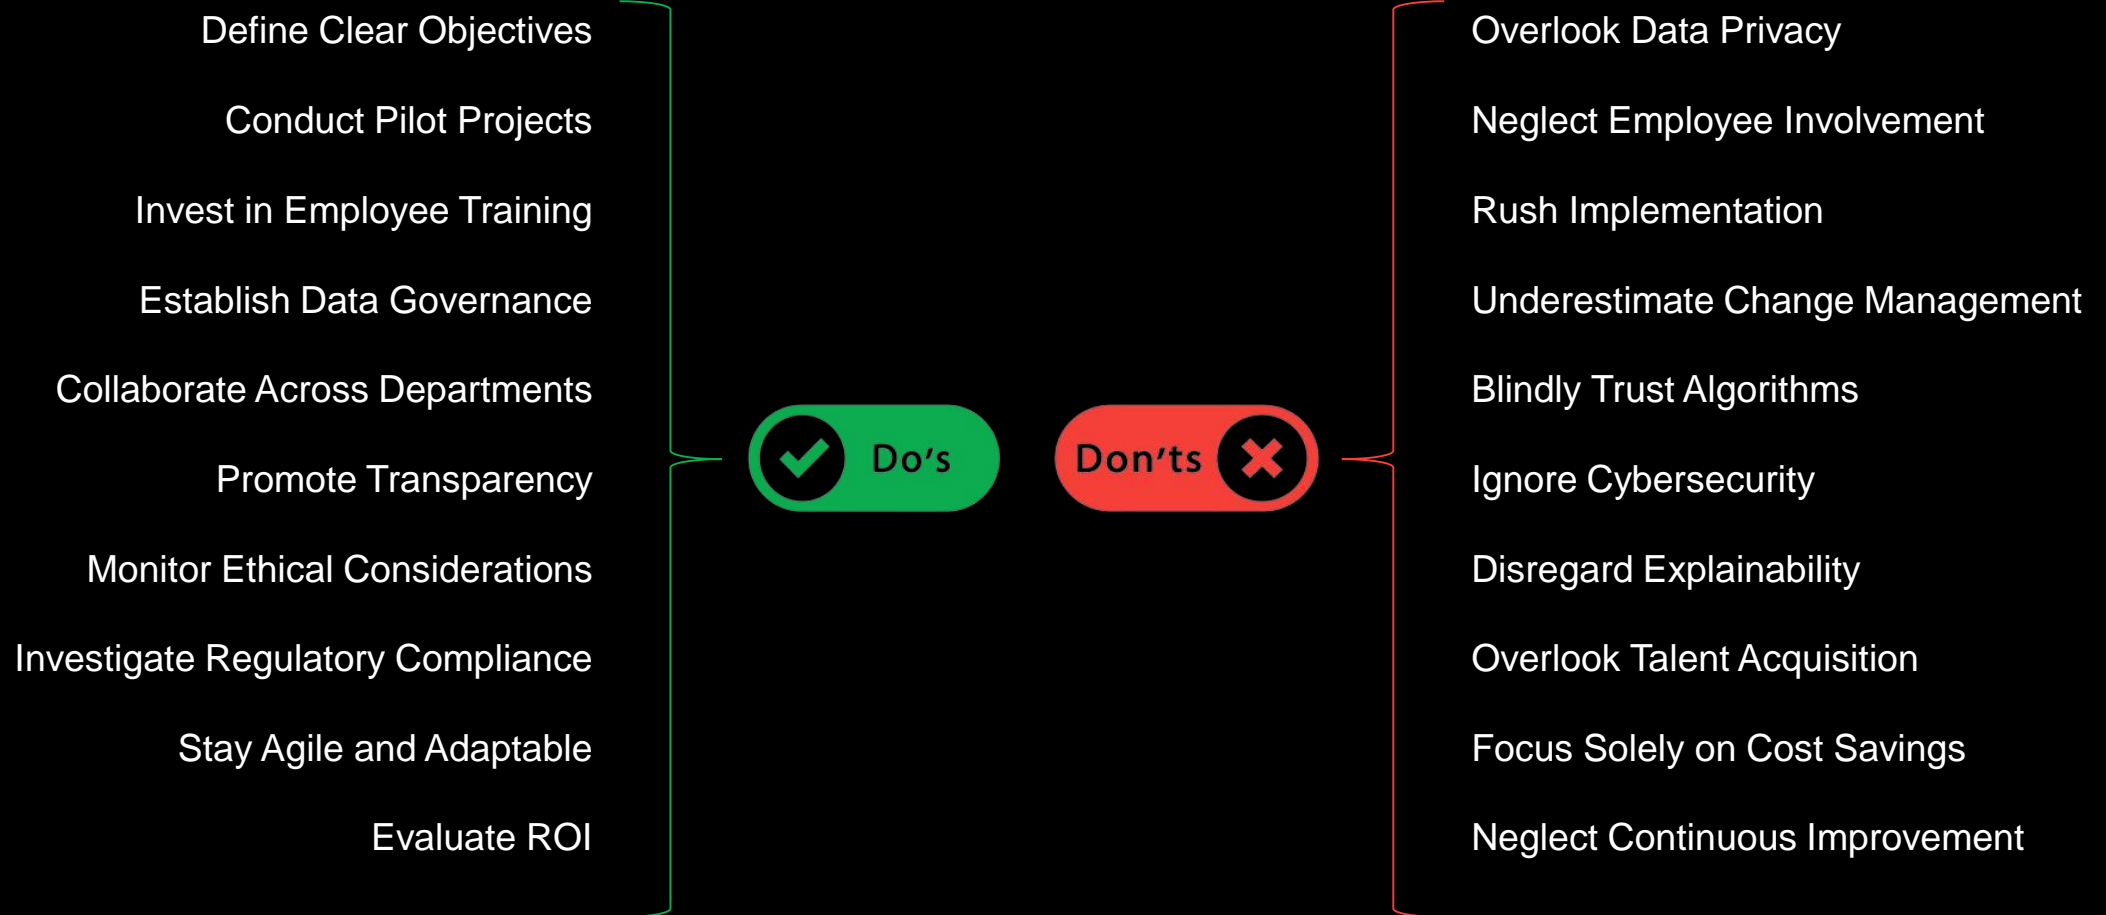 Define Clear Objectives
Conduct Pilot Projects
Invest in Employee Training
Establish Data Governance
Collaborate Across Departments
Promote Transparency
Monitor Ethical Considerations
Investigate Regulatory Compliance
Stay Agile and Adaptable
Evaluate ROI
Do's
Don'ts
Overlook Data Privacy
Neglect Employee Involvement
Rush Implementation
Underestimate Change Management
Blindly Trust Algorithms
Ignore Cybersecurity
Disregard Explainability
Overlook Talent Acquisition
Focus Solely on Cost Savings
Neglect Continuous Improvement